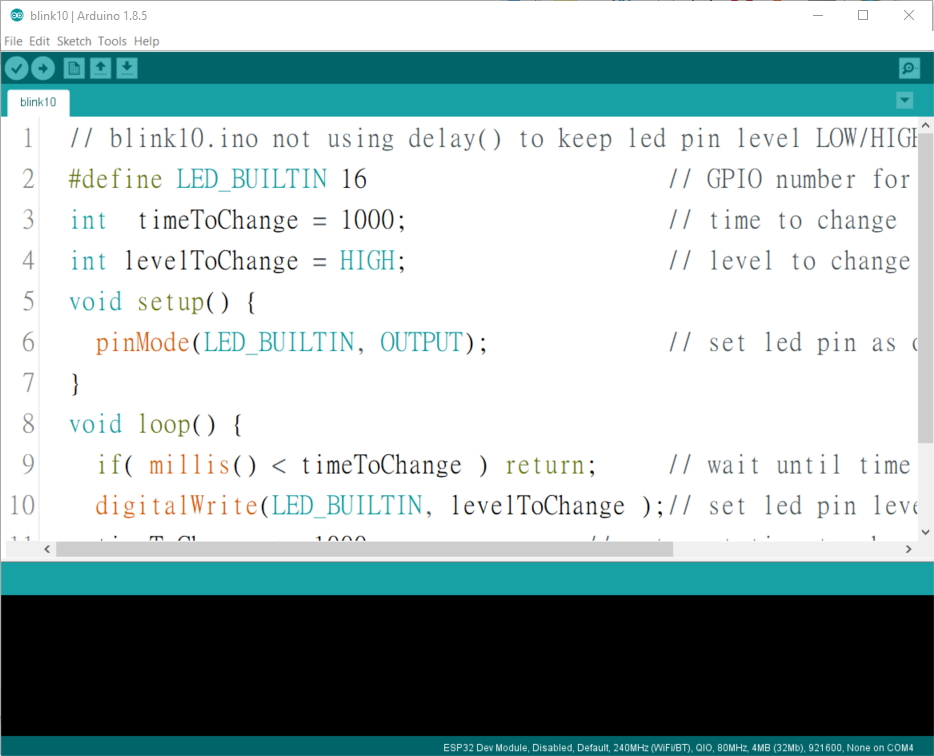 blink10 | Arduino 1.8.5
File Edit Sketch Tools Help
blink10
1 // blink10.ino not using delay() to keep led pin level LOW/HIGH
2 #define LED_BUILTIN 16 // GPIO number for
3 int timeToChange = 1000; // time to change
4 int levelToChange = HIGH; // level to change
5 void setup() {
6 pinMode(LED_BUILTIN, OUTPUT); // set led pin as
7 }
8 void loop() {
9 if( millis() < timeToChange ) return; // wait until time
10 digitalWrite(LED_BUILTIN, levelToChange );// set led pin leve
ESP32 Dev Module, Disabled, Default, 240MHz (WiFi/BT), QIO, 80MHz, 4MB (32Mb), 921600, None on COM4